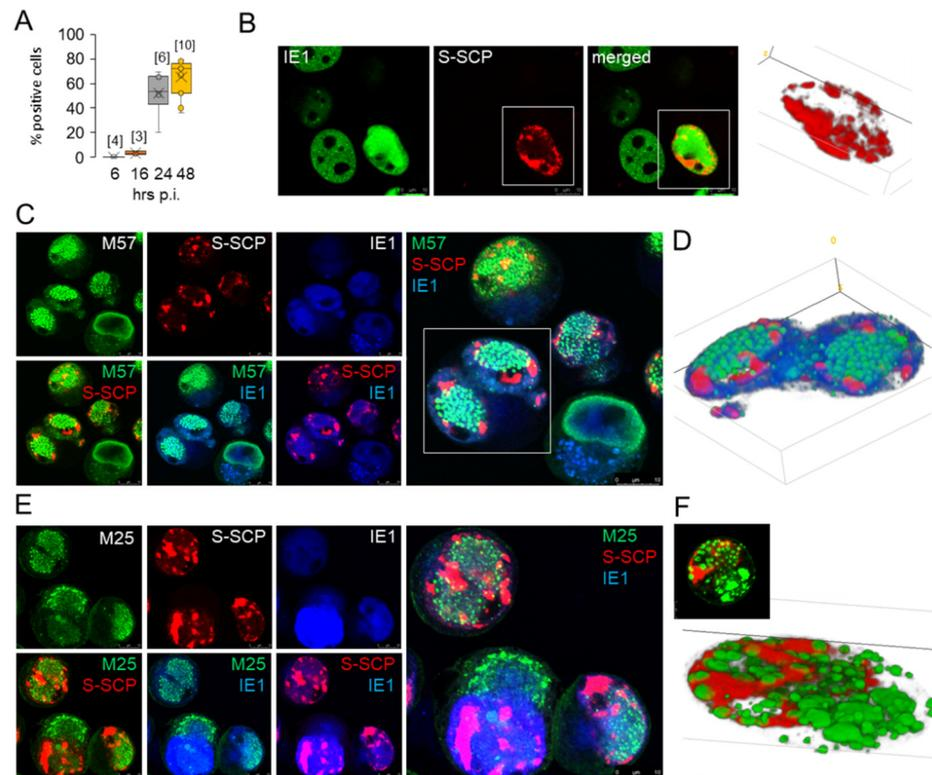 A
% positive cells
100
80
60
40
20
0
[4]
[3]
[6]
[10]
6 16 24 48
hrs p.i.
B
IE1
S-SCP
merged
z
C
M57
S-SCP
IE1
M57
S-SCP
M57
IE1
S-SCP
IE1
M57
S-SCP
IE1
D
0
E
M25
S-SCP
IE1
M25
S-SCP
M25
IE1
S-SCP
IE1
M25
S-SCP
IE1
F